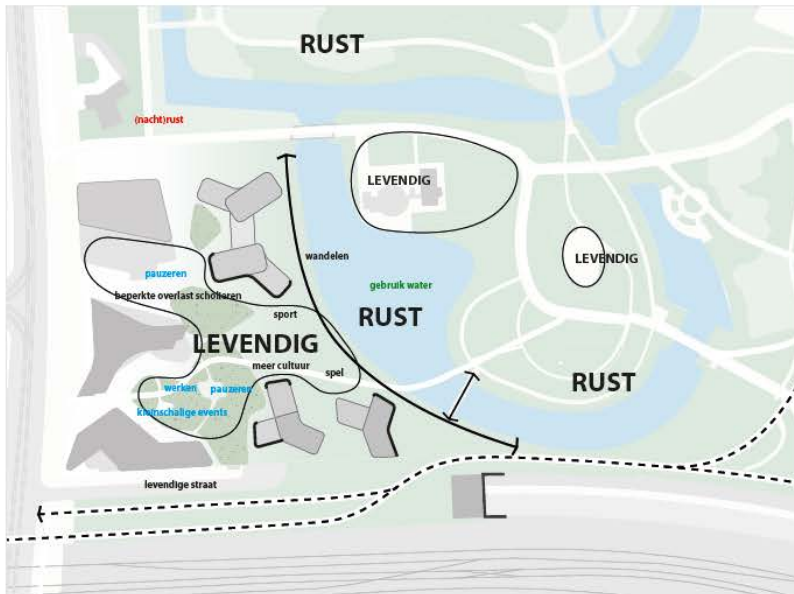 RUST
(nacht)rust
LEVENDIG
wandelen
LEVENDIG
pauzeren
gebruik water
beperkte overlast scholieren
sport
RUST
LEVENDIG
meer cultuur
spel
RUST
werken
pauzeren
kleinschalige events
levendige straat